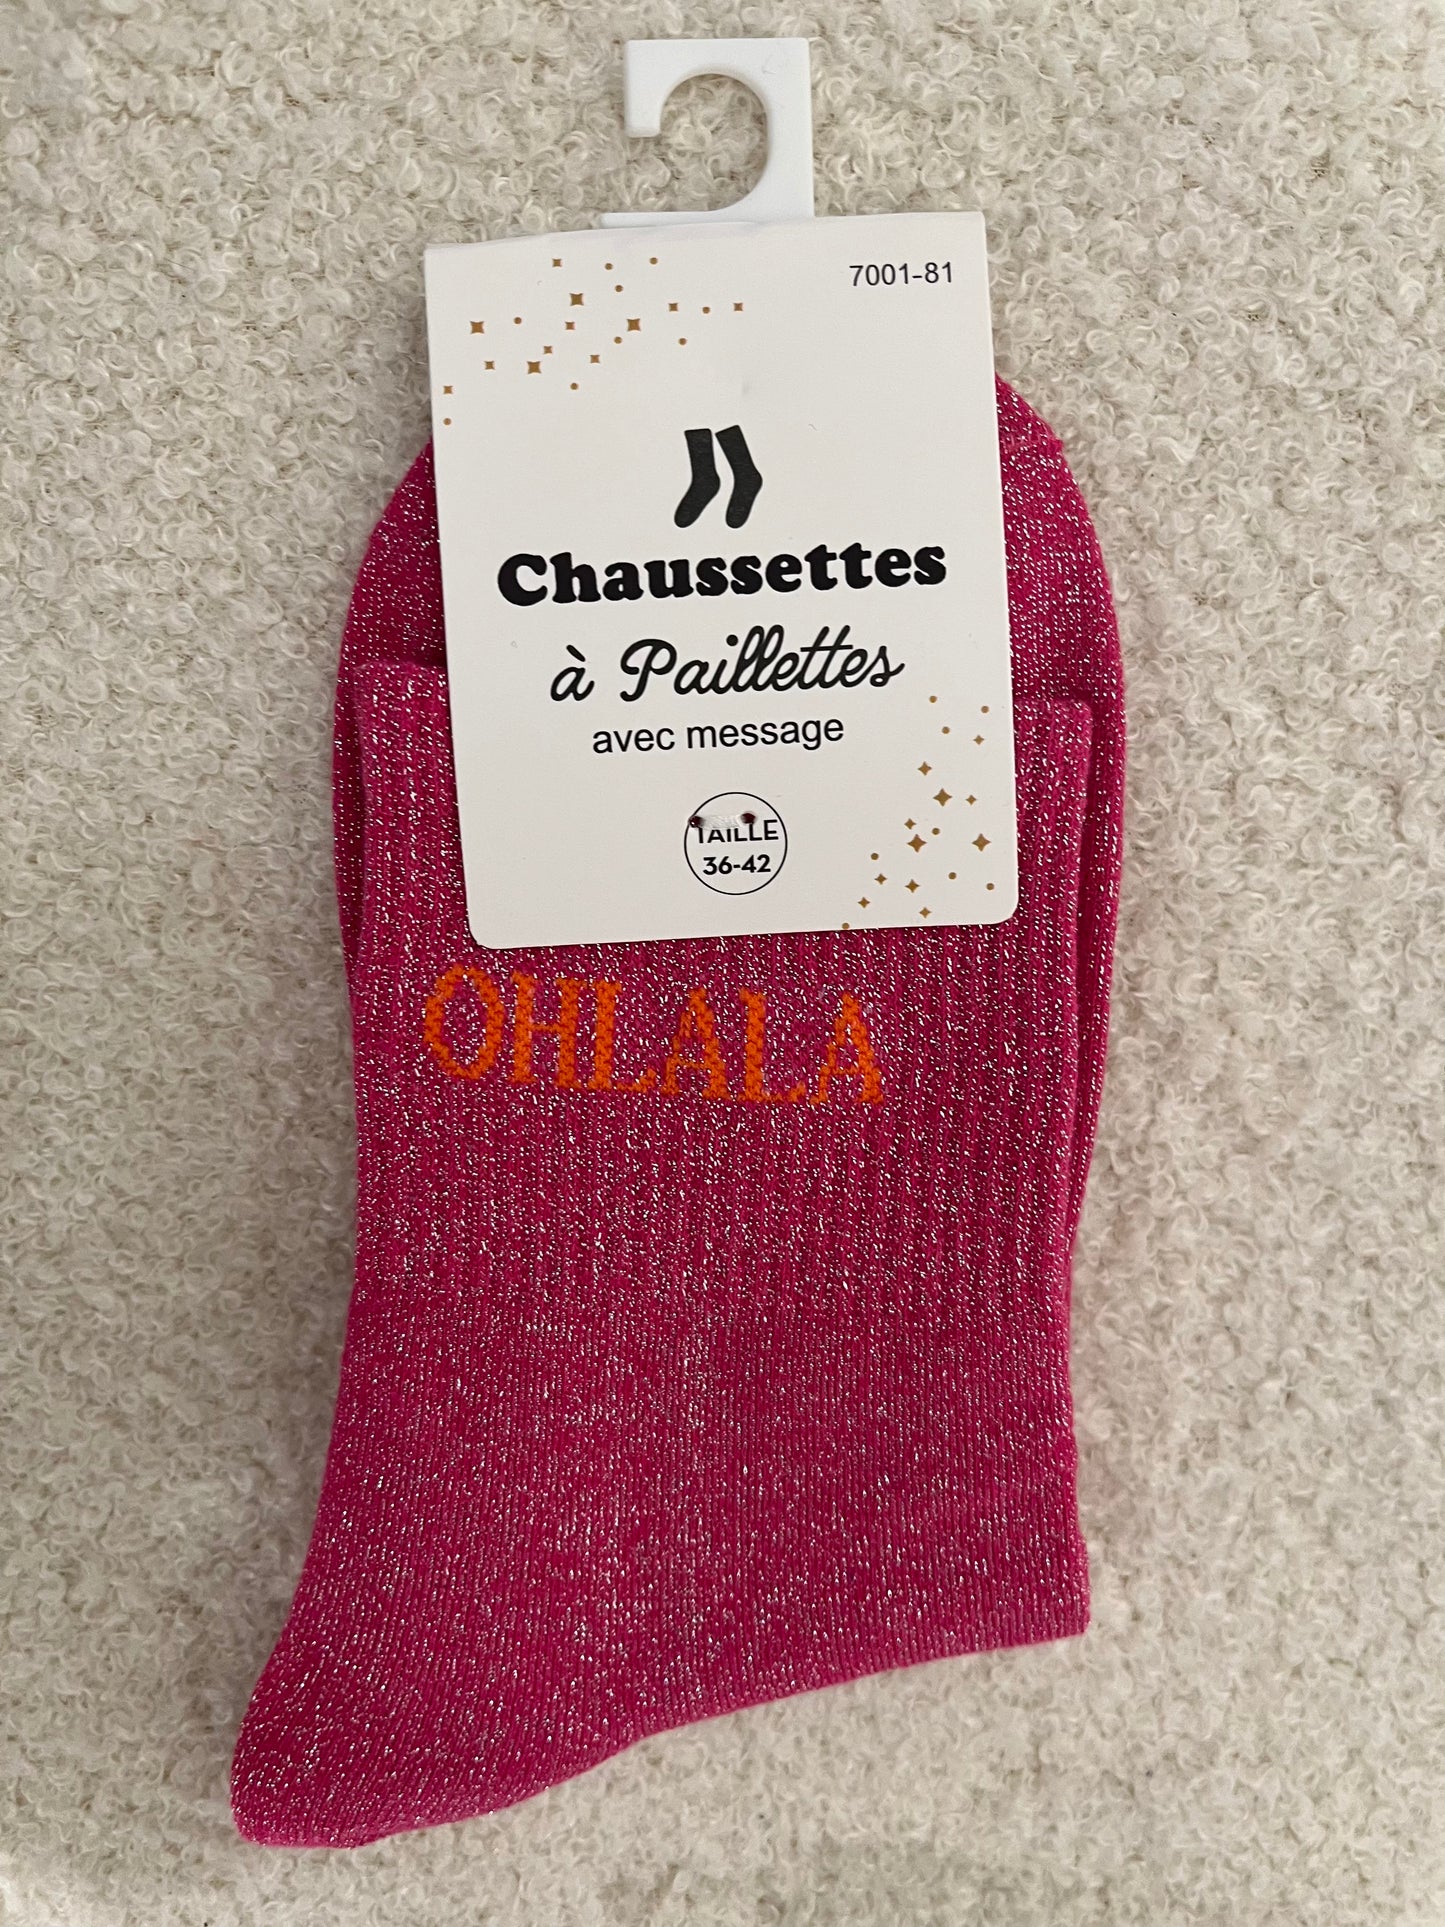 7001-81
Chaussettes
à Paillettes
avec message
TAILLE
36-42
OHLALA